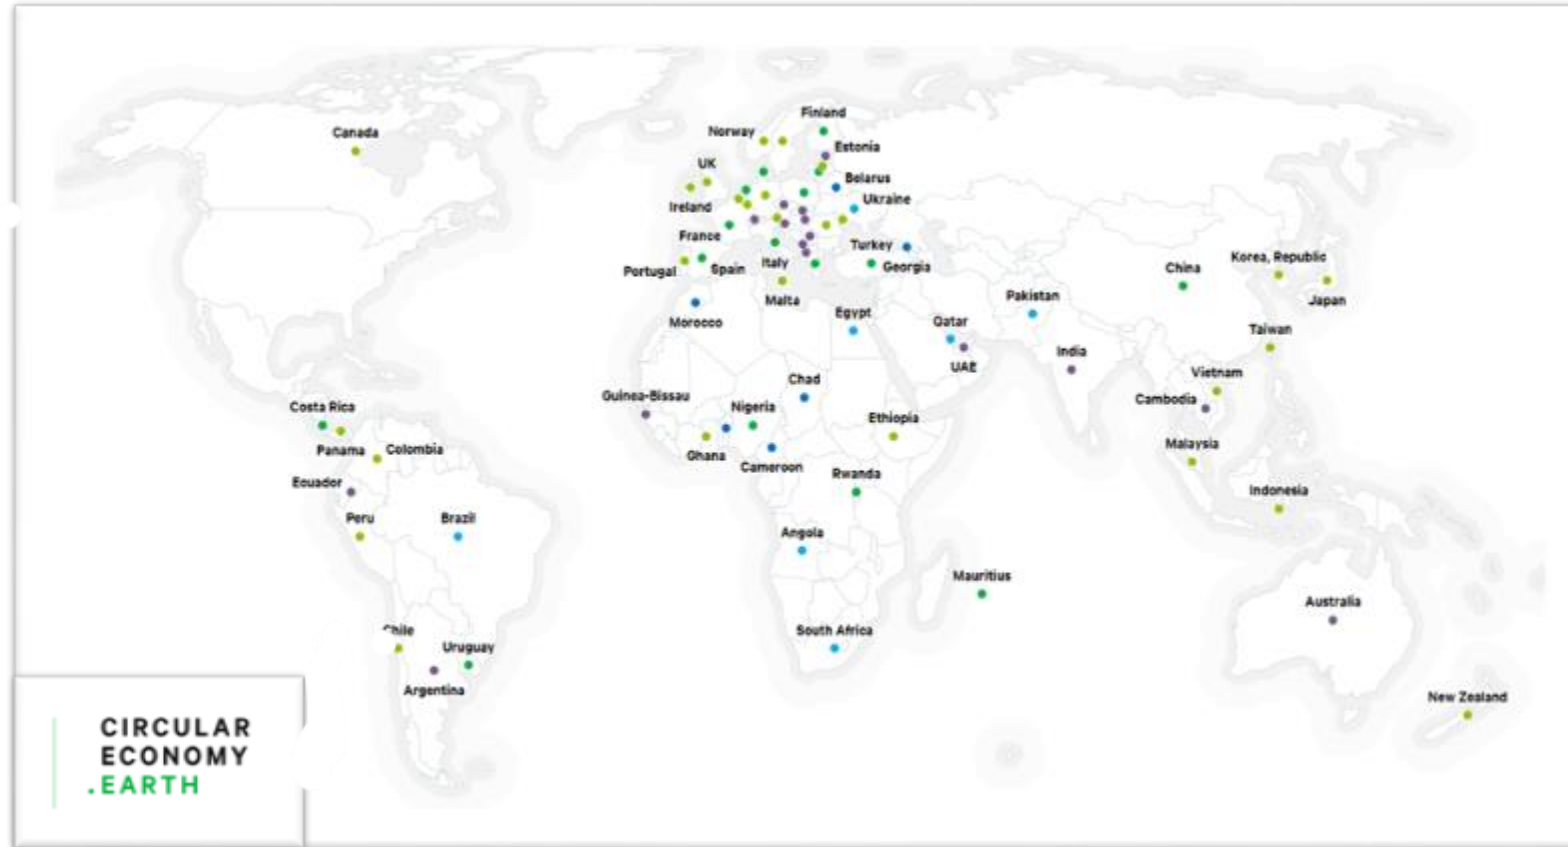 Finland
Norway
Canada
Estonia
UK
Belarus
Ukraine
Ireland
France
Turkey
Italy
Georgia
Spain
Portugal
Korea, Republic
China
Malta
Pakistan
Japan
Egypt
Morocco
Qatar
Taiwan
India
UAE
Vietnam
Chad
Guinea-Bissau
Cambodia
Costa Rica
Nigeria
Ethiopia
Malaysia
Panama
Colombia
Ghana
Cameroon
Rwanda
Ecuador
Indonesia
Peru
Brazil
Angola
Mauritius
Australia
Chile
South Africa
Uruguay
Argentina
New Zealand
CIRCULAR
ECONOMY
.EARTH